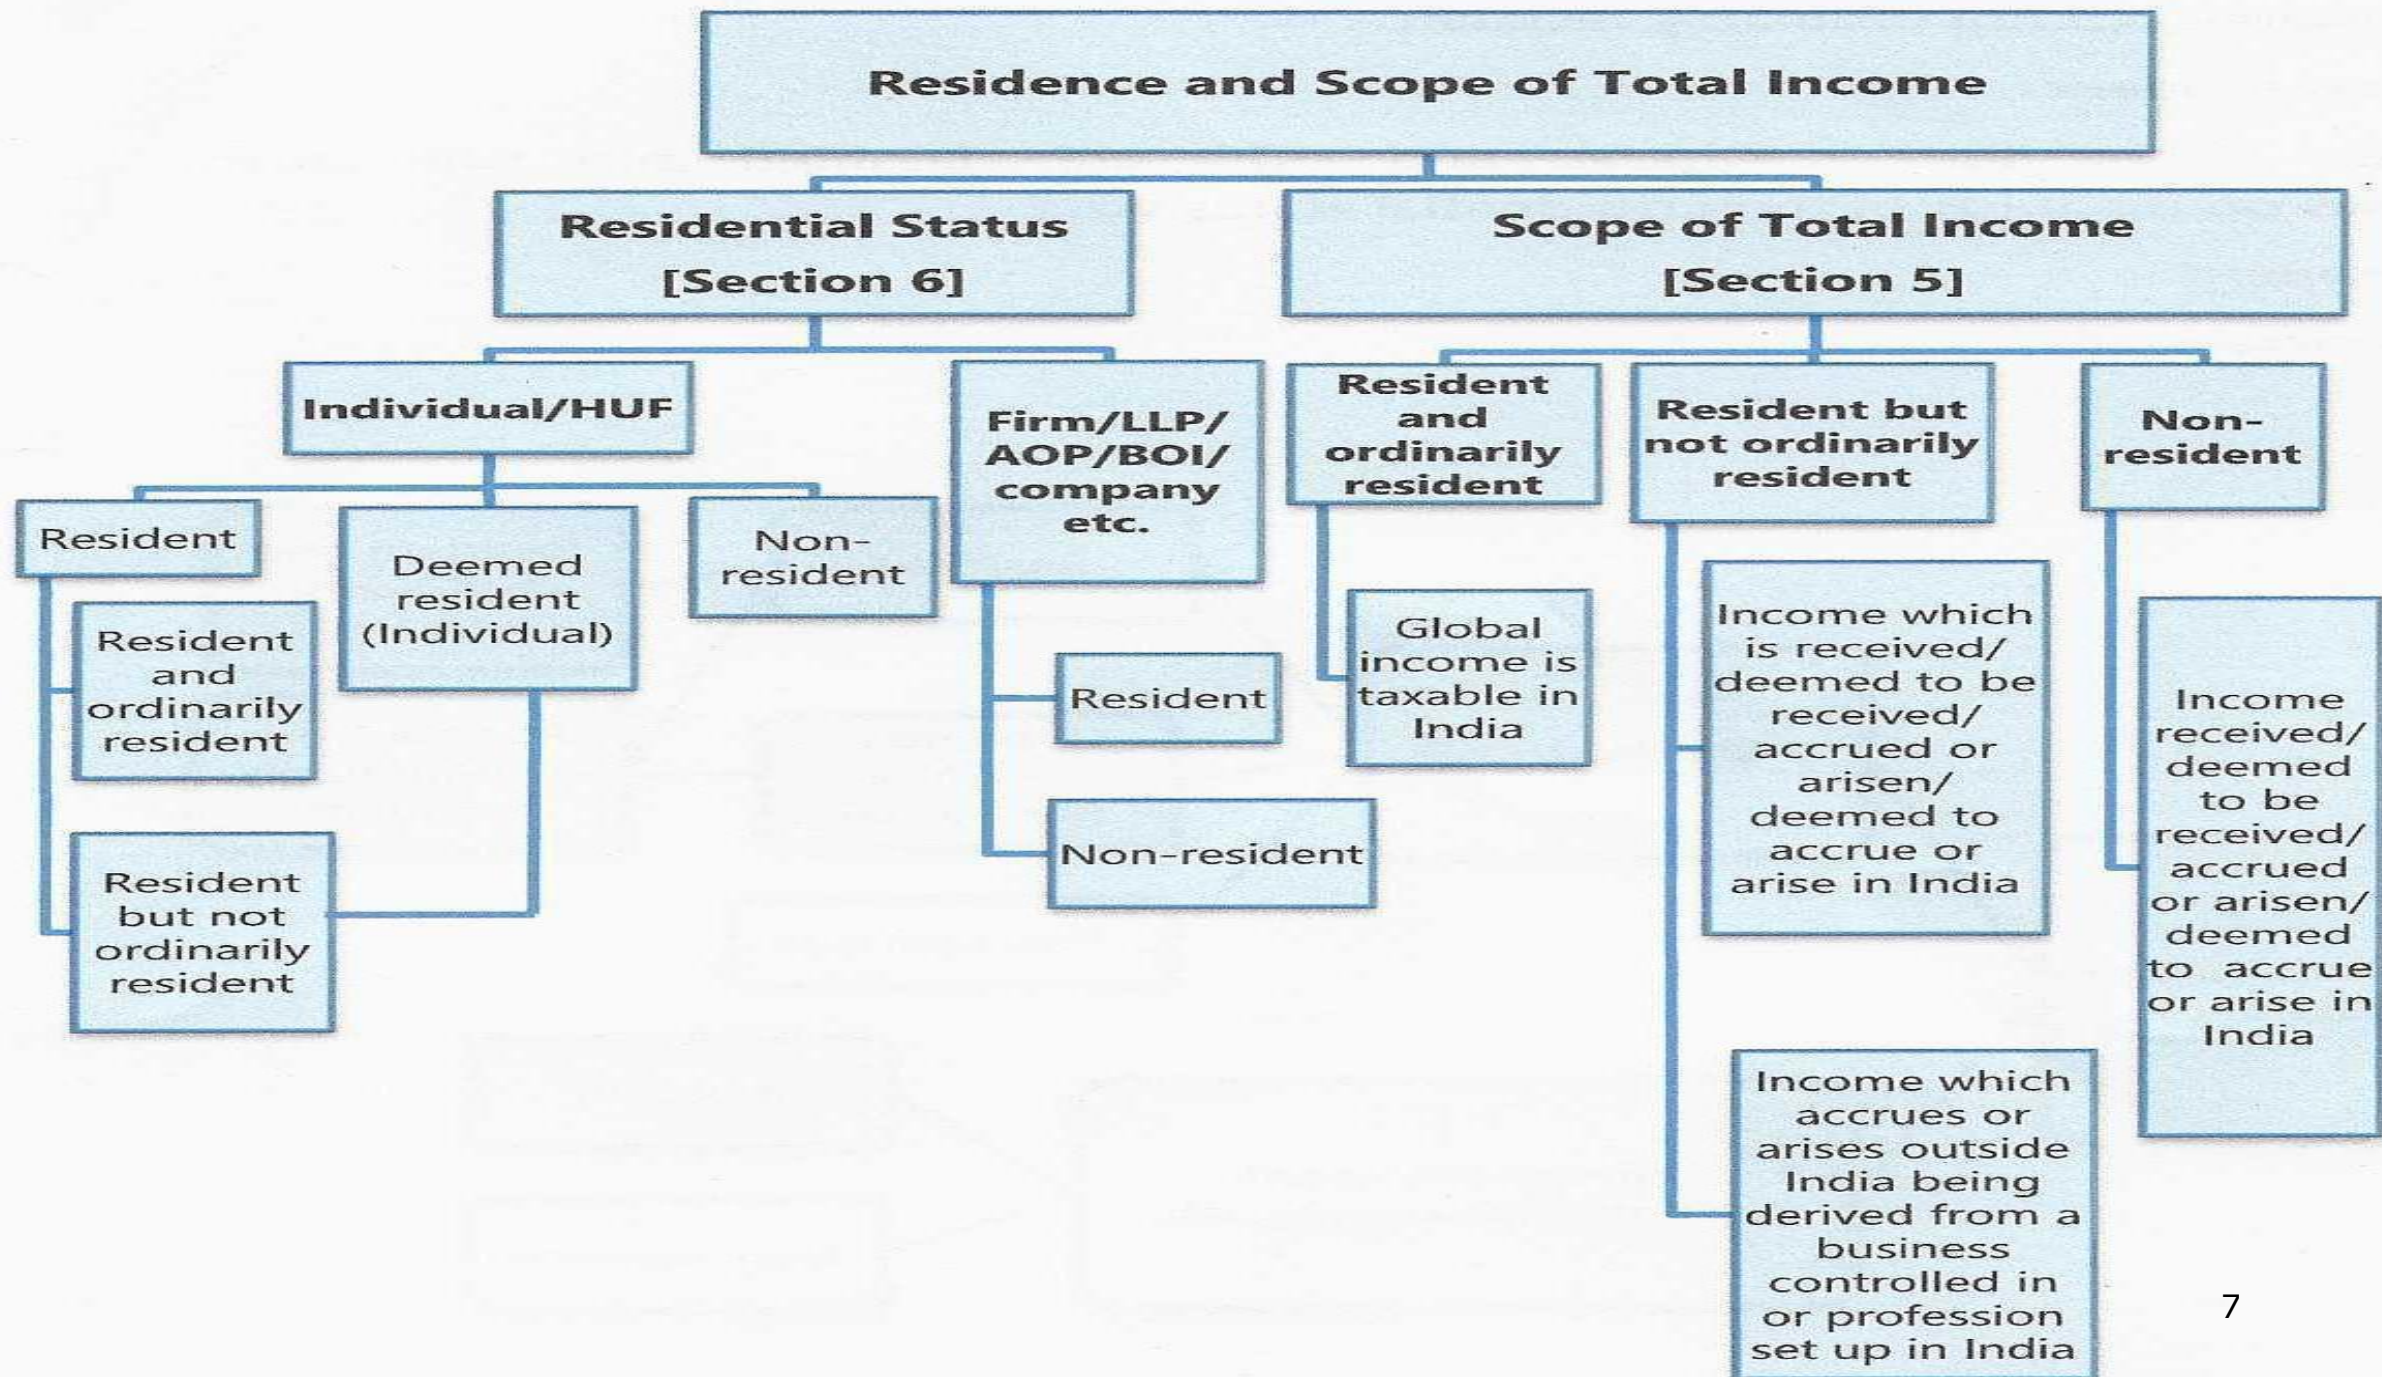 Residence and Scope of Total Income
Residential Status
[Section 6]
Scope of Total Income
[Section 5]
Individual/HUF
Firm/LLP/
AOP/BOI/
company
etc.
Resident
and
ordinarily
resident
Resident but
not ordinarily
resident
Non-
resident
Resident
Deemed
resident
(Individual)
Non-
resident
Resident
and
ordinarily
resident
Resident
but not
ordinarily
resident
Resident
Non-resident
Global
income is
taxable in
India
Income which
is received/
deemed to be
received/
accrued or
arisen/
deemed to
accrue or
arise in India
Income which
accrues or
arises outside
India being
derived from a
business
controlled in
or profession
set up in India
Income
received/
deemed
to be
received/
accrued
or arisen/
deemed
to accrue
or arise in
India
7